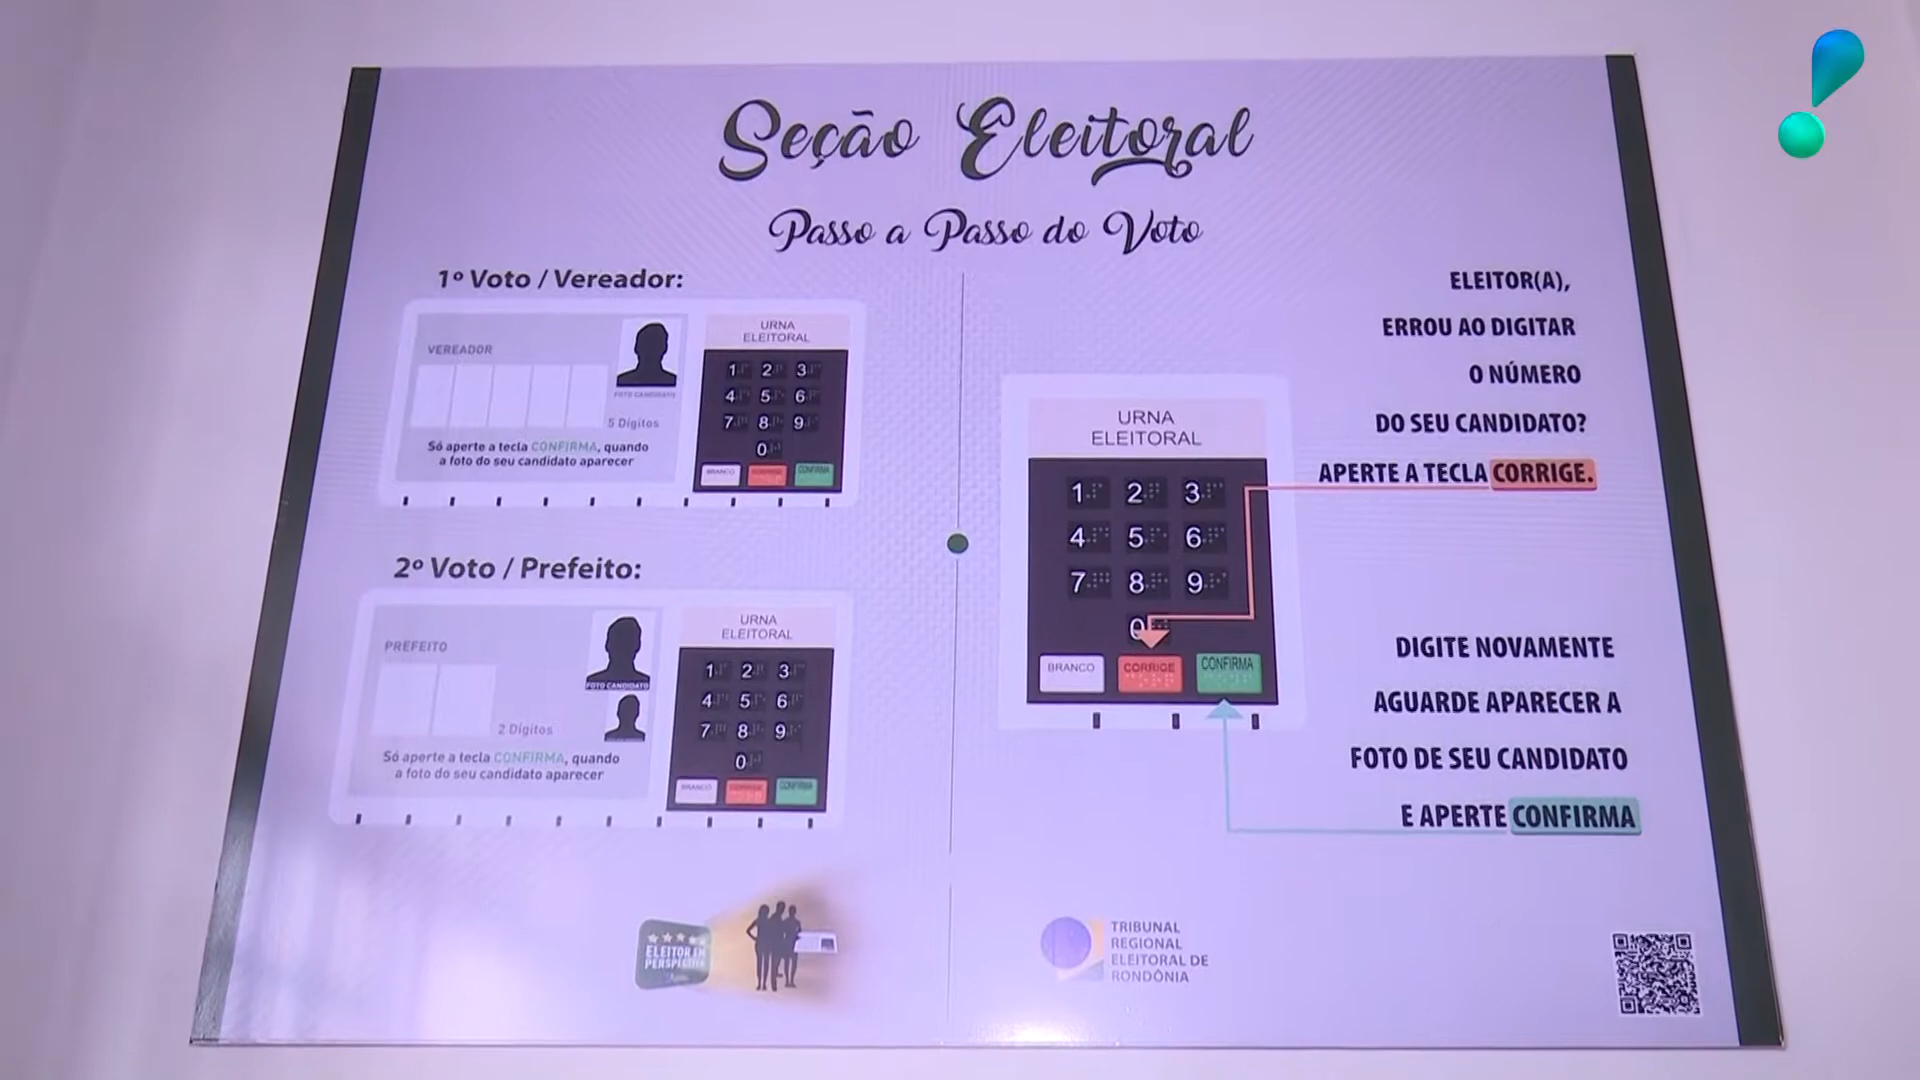 Seção Eleitoral
Passo a Passo do Voto
1º Voto / Vereador:
VEREADOR
FOTO CANDIDATO
5 Dígitos
Só aperte a tecla CONFIRMA, quando
a foto do seu candidato aparecer
URNA
ELEITORAL
1 2 3
4 5 6
7 8 9
0
BRANCO CORRIGE CONFIRMA
2º Voto / Prefeito:
PREFEITO
FOTO CANDIDATO
2 Dígitos
Só aperte a tecla CONFIRMA, quando
a foto do seu candidato aparecer
URNA
ELEITORAL
1 2 3
4 5 6
7 8 9
0
BRANCO CORRIGE CONFIRMA
URNA
ELEITORAL
1 2 3
4 5 6
7 8 9
0
BRANCO CORRIGE CONFIRMA
ELEITOR(A),
ERROU AO DIGITAR
O NÚMERO
DO SEU CANDIDATO?
APERTE A TECLA CORRIGE.
DIGITE NOVAMENTE
AGUARDE APARECER A
FOTO DE SEU CANDIDATO
E APERTE CONFIRMA
ELEITOR EM
PERSPECTIVA
TRIBUNAL
REGIONAL
ELEITORAL DE
RONDÔNIA